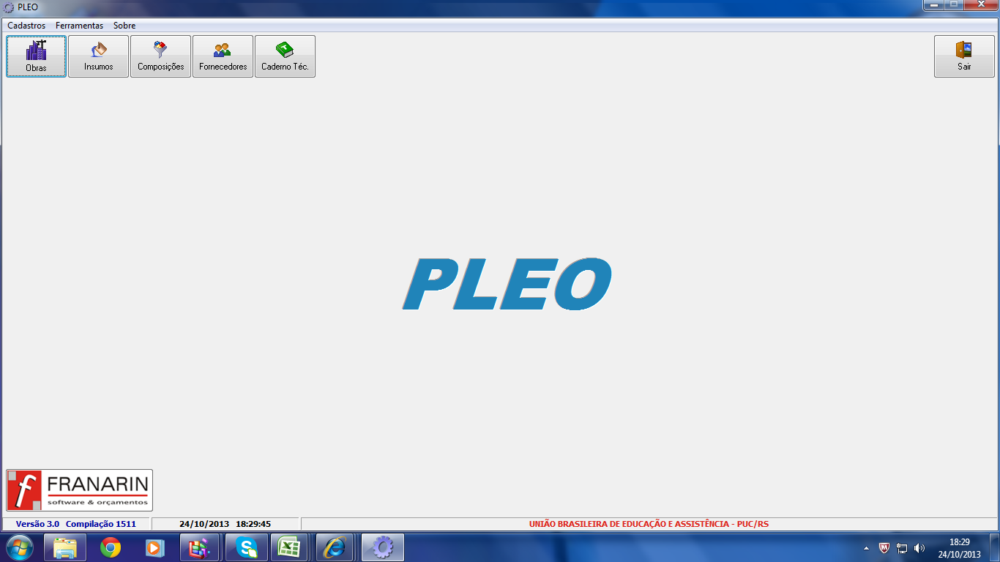 PLEO
Cadastros Ferramentas Sobre
Obras Insumos Composições Fornecedores Caderno Téc. Sair
PLEO
f FRANARIN
software & orçamentos
Versão 3.0 Compilação 1511 24/10/2013 18:29:45 UNIÃO BRASILEIRA DE EDUCAÇÃO E ASSISTÊNCIA - PUC/RS
18:29
24/10/2013